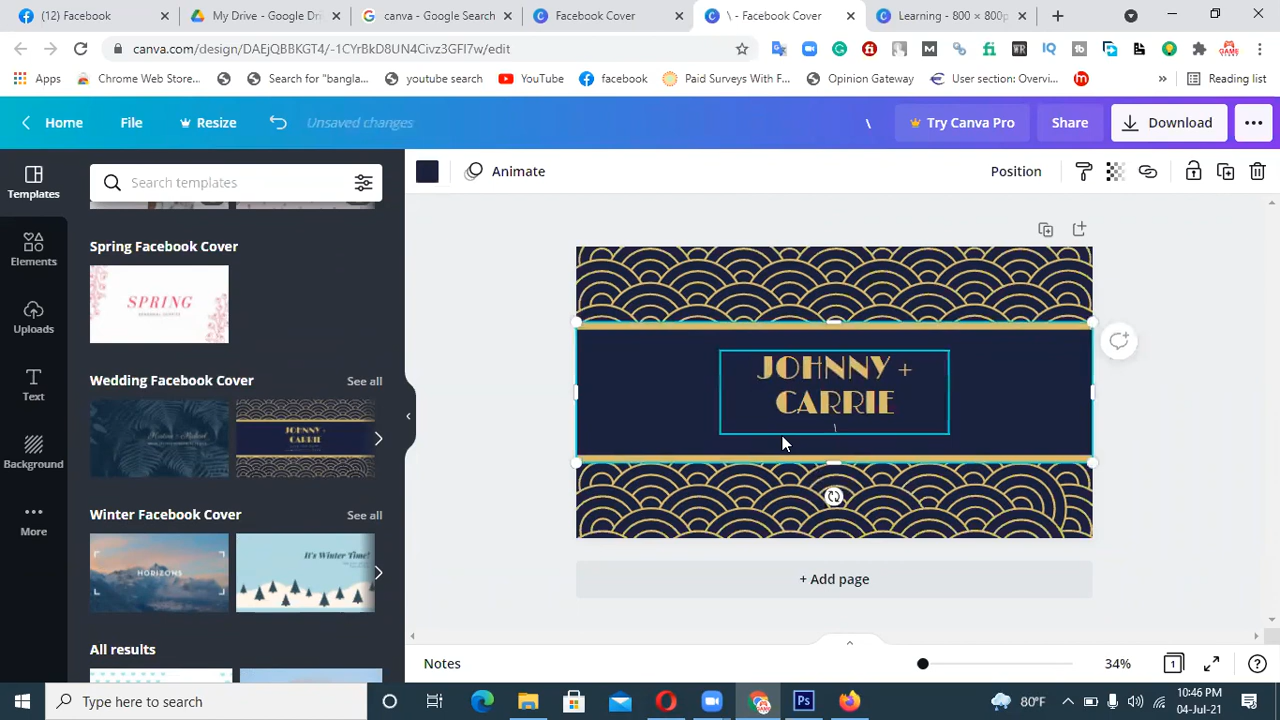 (12) Facebook
My Drive - Google Dri
canva - Google Search
Facebook Cover
\ - Facebook Cover
Learning - 800 × 800p
canva.com/design/DAEjQBBKGT4/-1CYrBkD8UN4Civz3GFI7w/edit
Apps
Chrome Web Store...
Search for "bangla...
youtube search
YouTube
facebook
Paid Surveys With F...
Opinion Gateway
User section: Overvi...
»
Reading list
Home
File
Resize
Unsaved changes
\
Try Canva Pro
Share
Download
Templates
Search templates
Animate
Position
Elements
Uploads
Text
Background
More
Spring Facebook Cover
SPRING
Wedding Facebook Cover
See all
JOHNNY +
CARRIE
Winter Facebook Cover
See all
HORIZONS
It's Winter Time!
All results
JOHNNY +
CARRIE
\
+ Add page
Notes
34%
1
Type here to search
80°F
10:46 PM
04-Jul-21